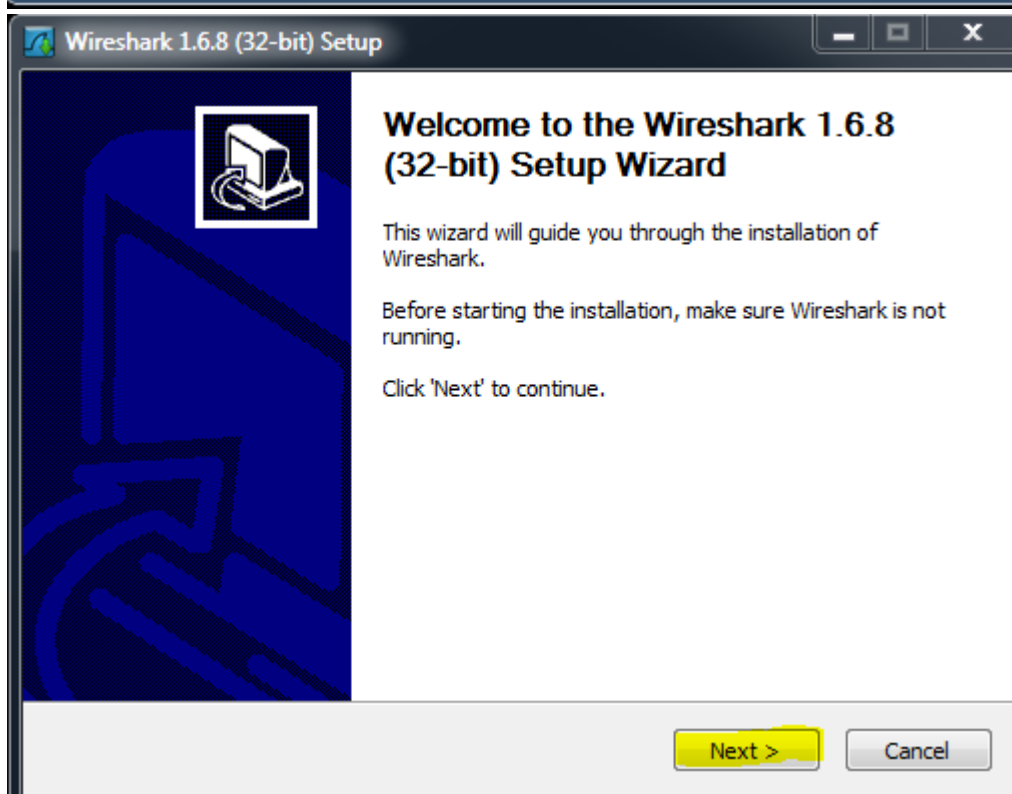 Wireshark 1.6.8 (32-bit) Setup
Welcome to the Wireshark 1.6.8
(32-bit) Setup Wizard
This wizard will guide you through the installation of
Wireshark.
Before starting the installation, make sure Wireshark is not
running.
Click 'Next' to continue.
Next >
Cancel